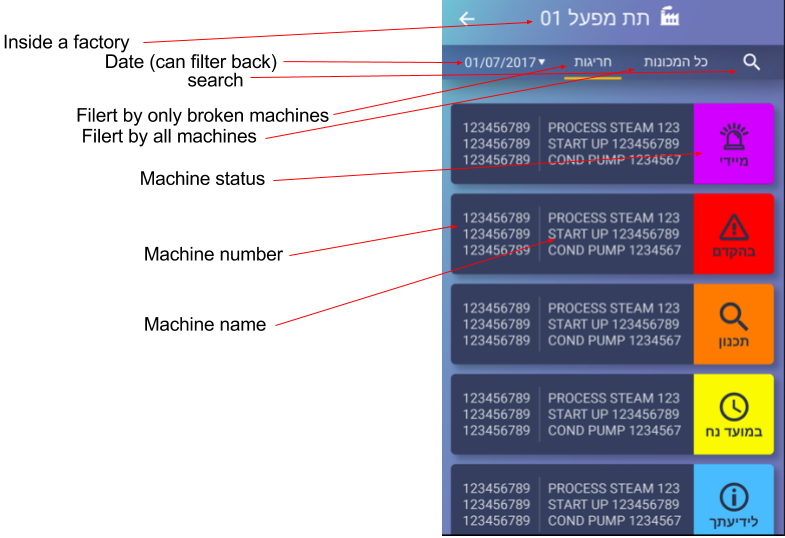 תת מפעל 01
Inside a factory
Date (can filter back)
search
01/07/2017
חריגות
כל המכונות
Filert by only broken machines
Filert by all machines
Machine status
Machine number
Machine name
123456789 PROCESS STEAM 123
123456789 START UP 123456789
123456789 COND PUMP 1234567
מיידי
123456789 PROCESS STEAM 123
123456789 START UP 123456789
123456789 COND PUMP 1234567
בהקדם
123456789 PROCESS STEAM 123
123456789 START UP 123456789
123456789 COND PUMP 1234567
תכנון
123456789 PROCESS STEAM 123
123456789 START UP 123456789
123456789 COND PUMP 1234567
במועד נח
123456789 PROCESS STEAM 123
123456789 START UP 123456789
123456789 COND PUMP 1234567
לידיעתך